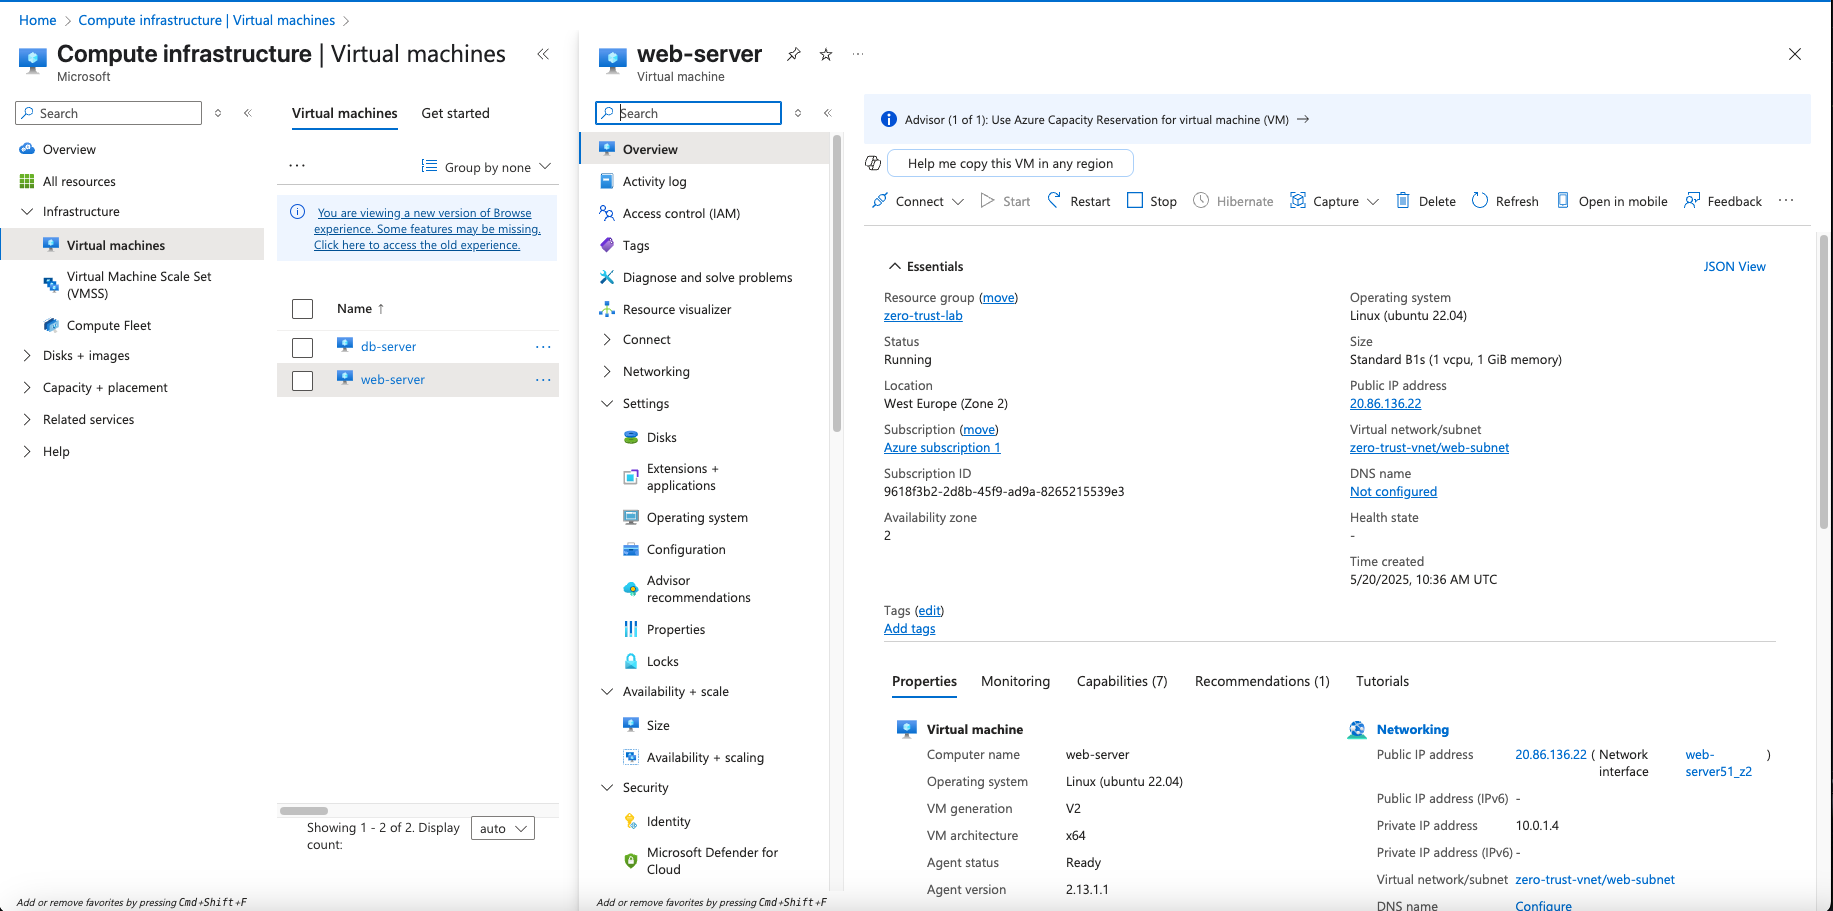 Home > Compute infrastructure | Virtual machines >
Compute infrastructure | Virtual machines
Microsoft
Search
Overview
All resources
Infrastructure
Virtual machines
Virtual Machine Scale Set
(VMSS)
Compute Fleet
Disks + images
Capacity + placement
Related services
Help
Add or remove favorites by pressing Cmd+Shift+F
Virtual machines
Get started
...
Group by none
You are viewing a new version of Browse
experience. Some features may be missing.
Click here to access the old experience.
Name ↑
db-server ...
web-server ...
Showing 1 - 2 of 2. Display
count:
auto
web-server
Virtual machine
...
Search
Overview
Activity log
Access control (IAM)
Tags
Diagnose and solve problems
Resource visualizer
Connect
Networking
Settings
Disks
Extensions +
applications
Operating system
Configuration
Advisor
recommendations
Properties
Locks
Availability + scale
Size
Availability + scaling
Security
Identity
Microsoft Defender for
Cloud
Add or remove favorites by pressing Cmd+Shift+F
Advisor (1 of 1): Use Azure Capacity Reservation for virtual machine (VM) →
Help me copy this VM in any region
Connect
Start
Restart
Stop
Hibernate
Capture
Delete
Refresh
Open in mobile
Feedback
...
Essentials
JSON View
Resource group (move)
zero-trust-lab
Status
Running
Location
West Europe (Zone 2)
Subscription (move)
Azure subscription 1
Subscription ID
9618f3b2-2d8b-45f9-ad9a-8265215539e3
Availability zone
2
Operating system
Linux (ubuntu 22.04)
Size
Standard B1s (1 vcpu, 1 GiB memory)
Public IP address
20.86.136.22
Virtual network/subnet
zero-trust-vnet/web-subnet
DNS name
Not configured
Health state
-
Time created
5/20/2025, 10:36 AM UTC
Tags (edit)
Add tags
Properties
Monitoring
Capabilities (7)
Recommendations (1)
Tutorials
Virtual machine
Computer name web-server
Operating system Linux (ubuntu 22.04)
VM generation V2
VM architecture x64
Agent status Ready
Agent version 2.13.1.1
Networking
Public IP address 20.86.136.22 ( Network interface web-server51_z2 )
Public IP address (IPv6) -
Private IP address 10.0.1.4
Private IP address (IPv6) -
Virtual network/subnet zero-trust-vnet/web-subnet
DNS name Configure